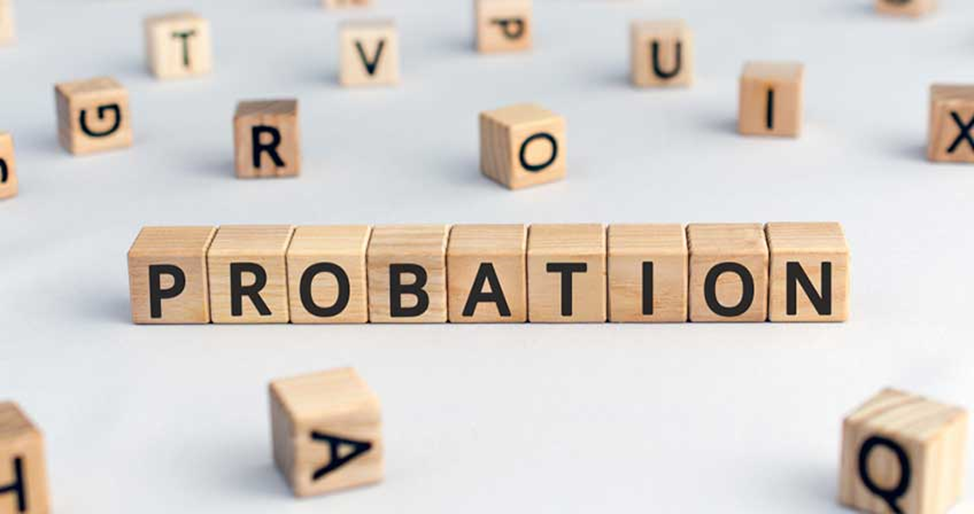 T V P U
G R O I X
PROBATION
A Q